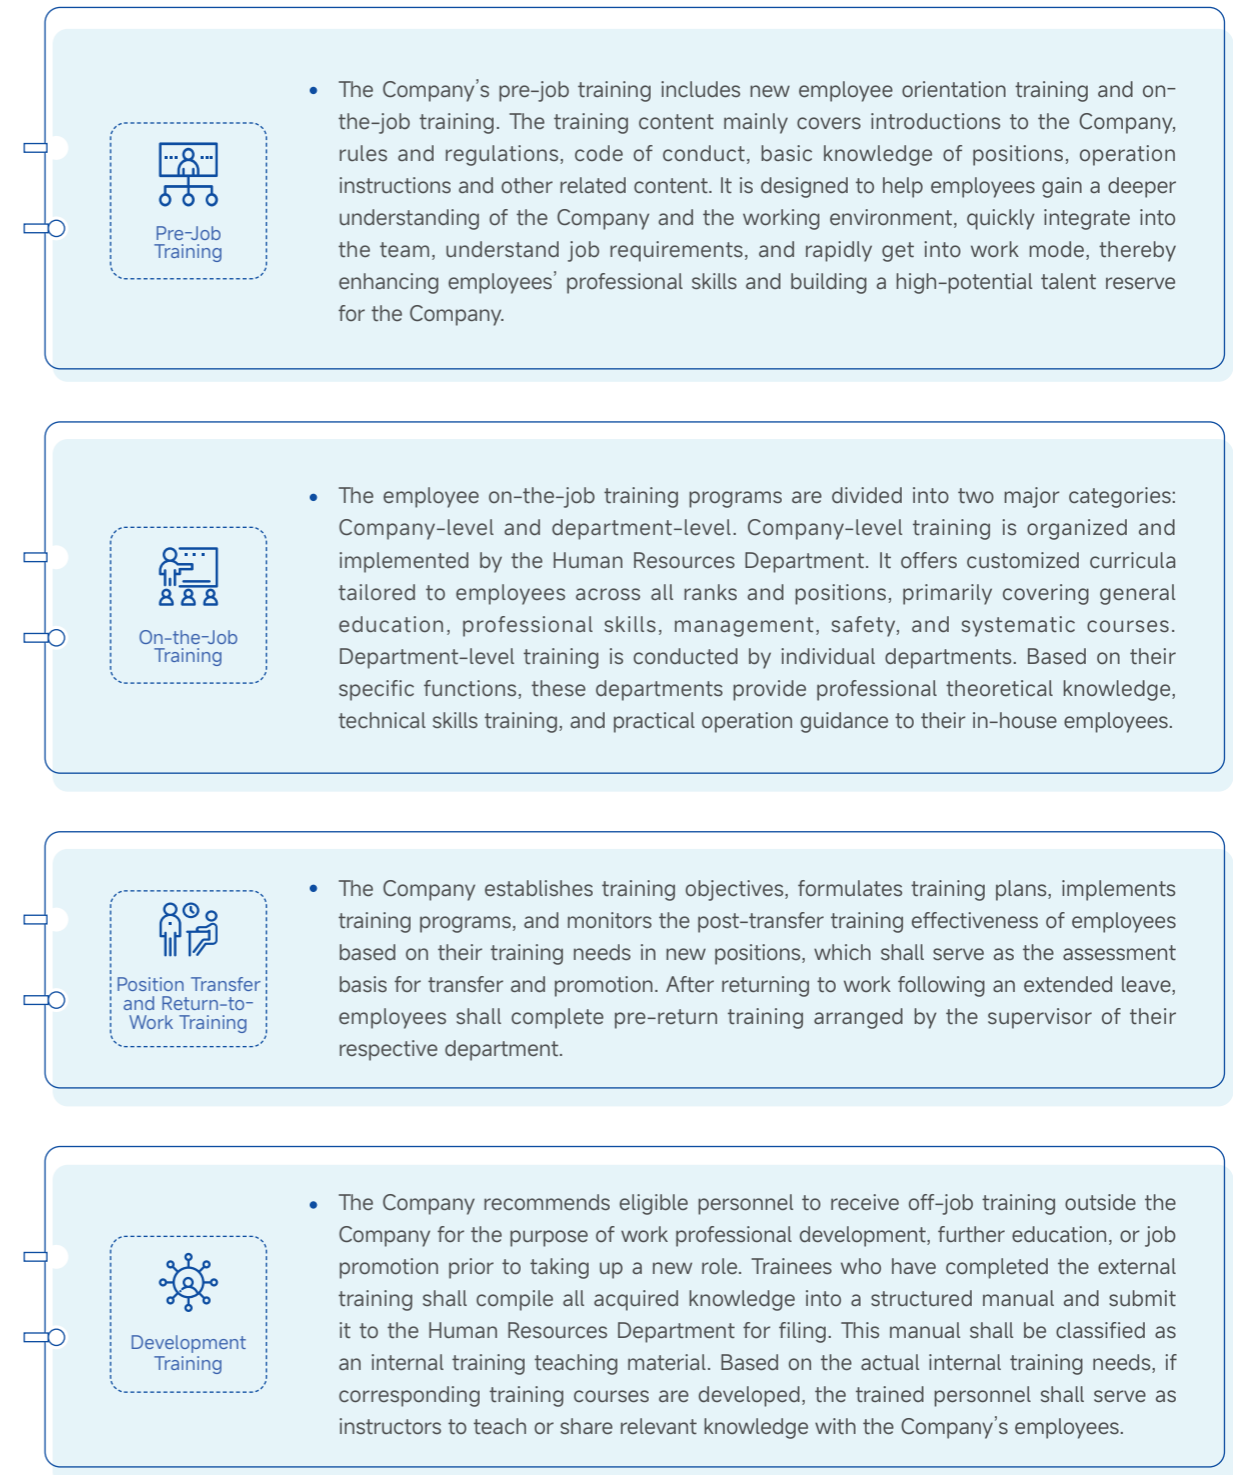 Pre-Job
Training
• The Company's pre-job training includes new employee orientation training and on-
the-job training. The training content mainly covers introductions to the Company,
rules and regulations, code of conduct, basic knowledge of positions, operation
instructions and other related content. It is designed to help employees gain a deeper
understanding of the Company and the working environment, quickly integrate into
the team, understand job requirements, and rapidly get into work mode, thereby
enhancing employees' professional skills and building a high-potential talent reserve
for the Company.
On-the-Job
Training
• The employee on-the-job training programs are divided into two major categories:
Company-level and department-level. Company-level training is organized and
implemented by the Human Resources Department. It offers customized curricula
tailored to employees across all ranks and positions, primarily covering general
education, professional skills, management, safety, and systematic courses.
Department-level training is conducted by individual departments. Based on their
specific functions, these departments provide professional theoretical knowledge,
technical skills training, and practical operation guidance to their in-house employees.
Position Transfer
and Return-to-
Work Training
• The Company establishes training objectives, formulates training plans, implements
training programs, and monitors the post-transfer training effectiveness of employees
based on their training needs in new positions, which shall serve as the assessment
basis for transfer and promotion. After returning to work following an extended leave,
employees shall complete pre-return training arranged by the supervisor of their
respective department.
Development
Training
• The Company recommends eligible personnel to receive off-job training outside the
Company for the purpose of work professional development, further education, or job
promotion prior to taking up a new role. Trainees who have completed the external
training shall compile all acquired knowledge into a structured manual and submit
it to the Human Resources Department for filing. This manual shall be classified as
an internal training teaching material. Based on the actual internal training needs, if
corresponding training courses are developed, the trained personnel shall serve as
instructors to teach or share relevant knowledge with the Company's employees.